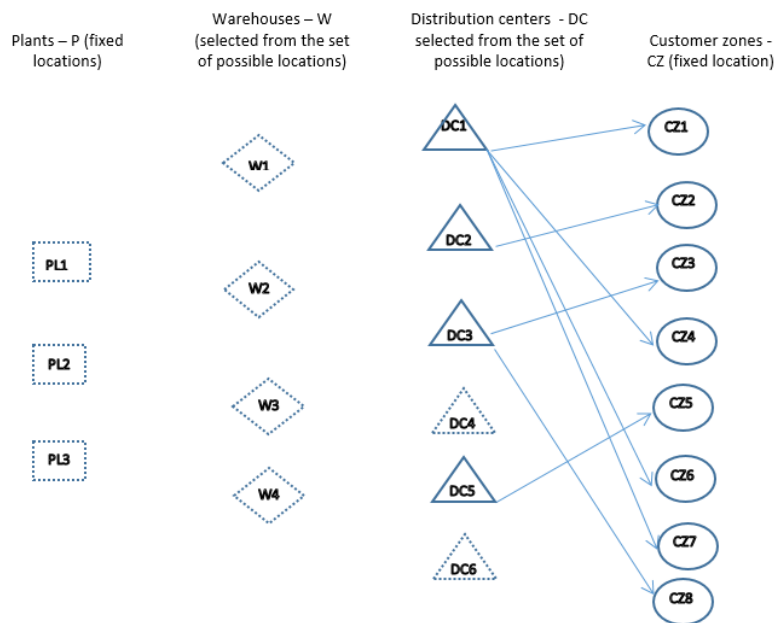 Plants – P (fixed
locations)
Warehouses – W
(selected from the set
of possible locations)
Distribution centers  - DC
selected from the set of
possible locations)
Customer zones -
CZ (fixed location)
PL1
PL2
PL3
W1
W2
W3
W4
DC1
DC2
DC3
DC4
DC5
DC6
CZ1
CZ2
CZ3
CZ4
CZ5
CZ6
CZ7
CZ8